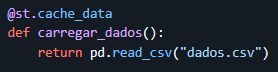 @st.cache_data
def carregar_dados():
    return pd.read_csv("dados.csv")